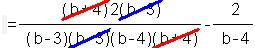 = (b+4)2(b-3) / (b-3)(b-3)(b-4)(b+4) - 2 / b-4